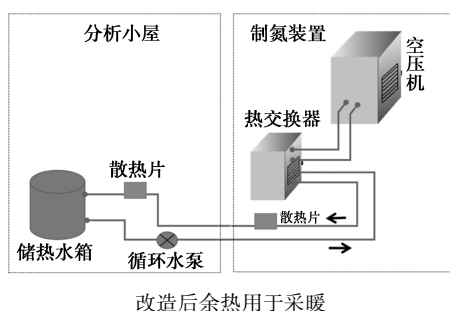 分析小屋
制氮装置
空压机
热交换器
散热片
散热片
储热水箱
循环水泵
改造后余热用于采暖